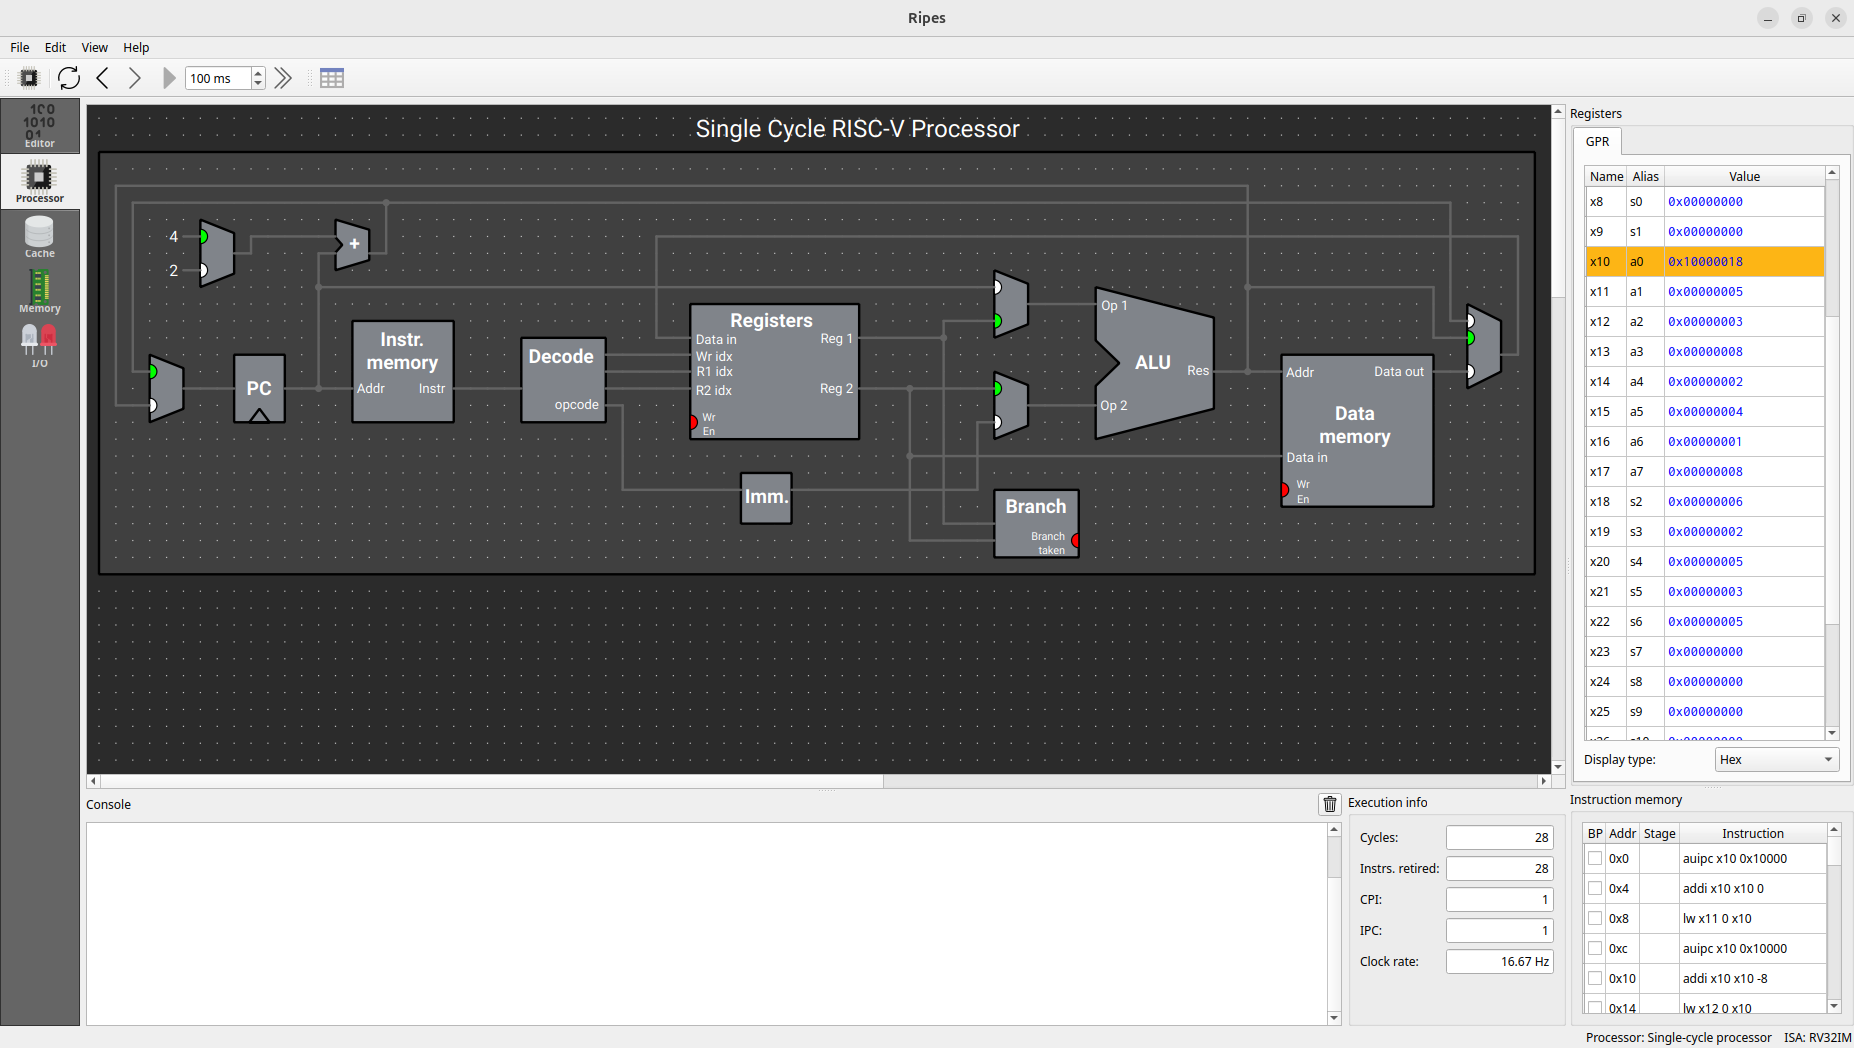 Ripes
File Edit View Help
100 ms
100
1010
01
Editor
Processor
Cache
Memory
I/O
Single Cycle RISC-V Processor
4
2
+
PC
Instr.
memory
Addr Instr
Decode
opcode
Registers
Data in Reg 1
Wr idx
R1 idx
R2 idx Reg 2
Wr
En
Imm.
Op 1
ALU
Res
Op 2
Branch
Branch
taken
Addr Data out
Data
memory
Data in
Wr
En
Registers
GPR
Name Alias Value
x8 s0 0x00000000
x9 s1 0x00000000
x10 a0 0x10000018
x11 a1 0x00000005
x12 a2 0x00000003
x13 a3 0x00000008
x14 a4 0x00000002
x15 a5 0x00000004
x16 a6 0x00000001
x17 a7 0x00000008
x18 s2 0x00000006
x19 s3 0x00000002
x20 s4 0x00000005
x21 s5 0x00000003
x22 s6 0x00000005
x23 s7 0x00000000
x24 s8 0x00000000
x25 s9 0x00000000
Display type: Hex
Console
Execution info
Cycles: 28
Instrs. retired: 28
CPI: 1
IPC: 1
Clock rate: 16.67 Hz
Instruction memory
BP Addr Stage Instruction
0x0 auipc x10 0x10000
0x4 addi x10 x10 0
0x8 lw x11 0 x10
0xc auipc x10 0x10000
0x10 addi x10 x10 -8
0x14 lw x12 0 x10
Processor: Single-cycle processor ISA: RV32IM